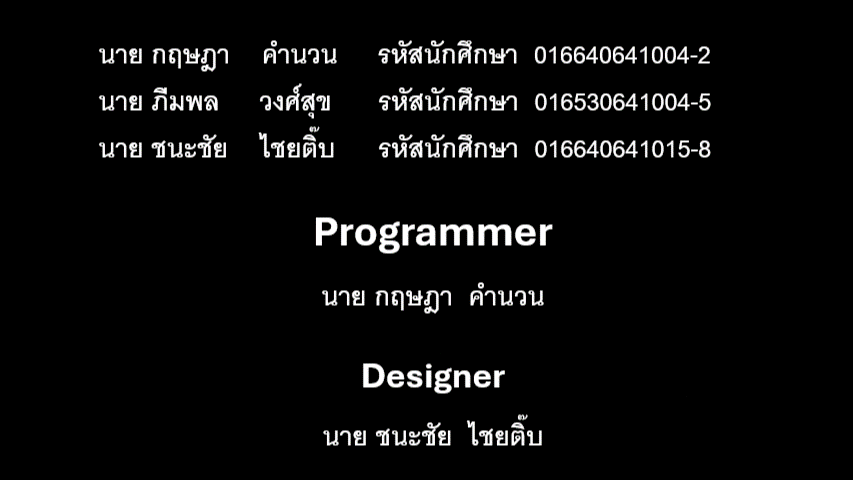 นาย กฤษฎา คำนวน รหัสนักศึกษา 016640641004-2
นาย ภีมพล วงศ์สุข รหัสนักศึกษา 016530641004-5
นาย ชนะชัย ไชยติ๊บ รหัสนักศึกษา 016640641015-8
Programmer
นาย กฤษฎา คำนวน
Designer
นาย ชนะชัย ไชยติ๊บ